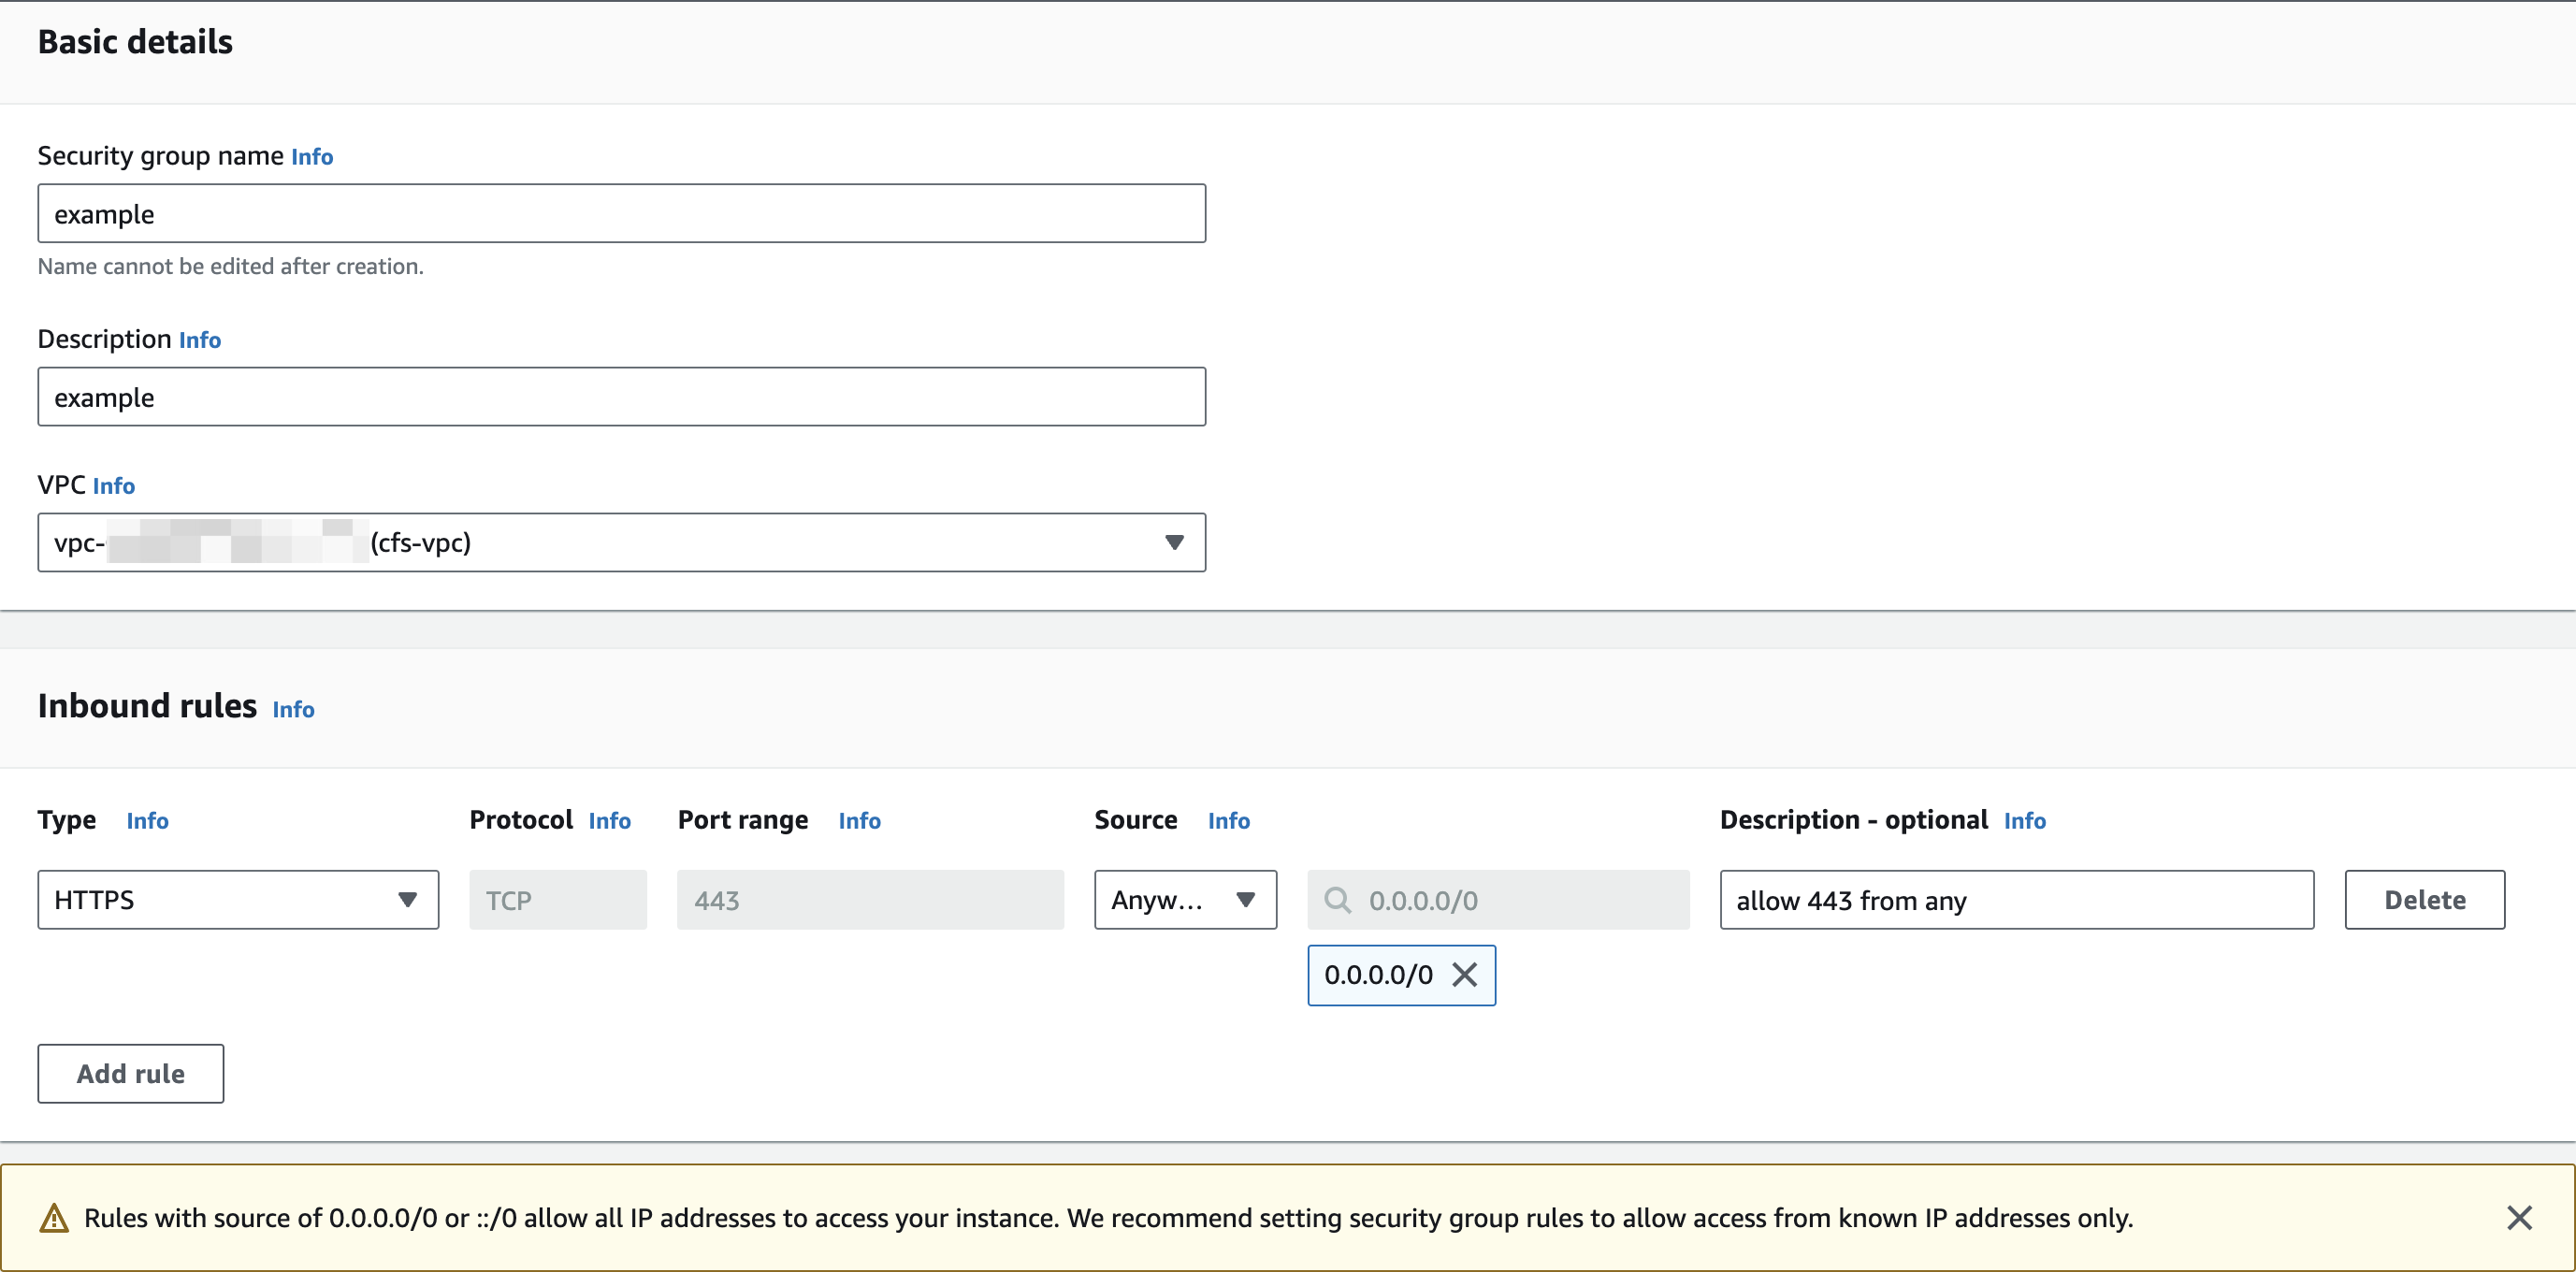 Basic details
Security group name Info
example
Name cannot be edited after creation.
Description Info
example
VPC Info
vpc- (cfs-vpc)
Inbound rules Info
Type Info Protocol Info Port range Info Source Info Description - optional Info
HTTPS TCP 443 Anyw... 0.0.0.0/0 allow 443 from any Delete
0.0.0.0/0
Add rule
Rules with source of 0.0.0.0/0 or ::/0 allow all IP addresses to access your instance. We recommend setting security group rules to allow access from known IP addresses only.